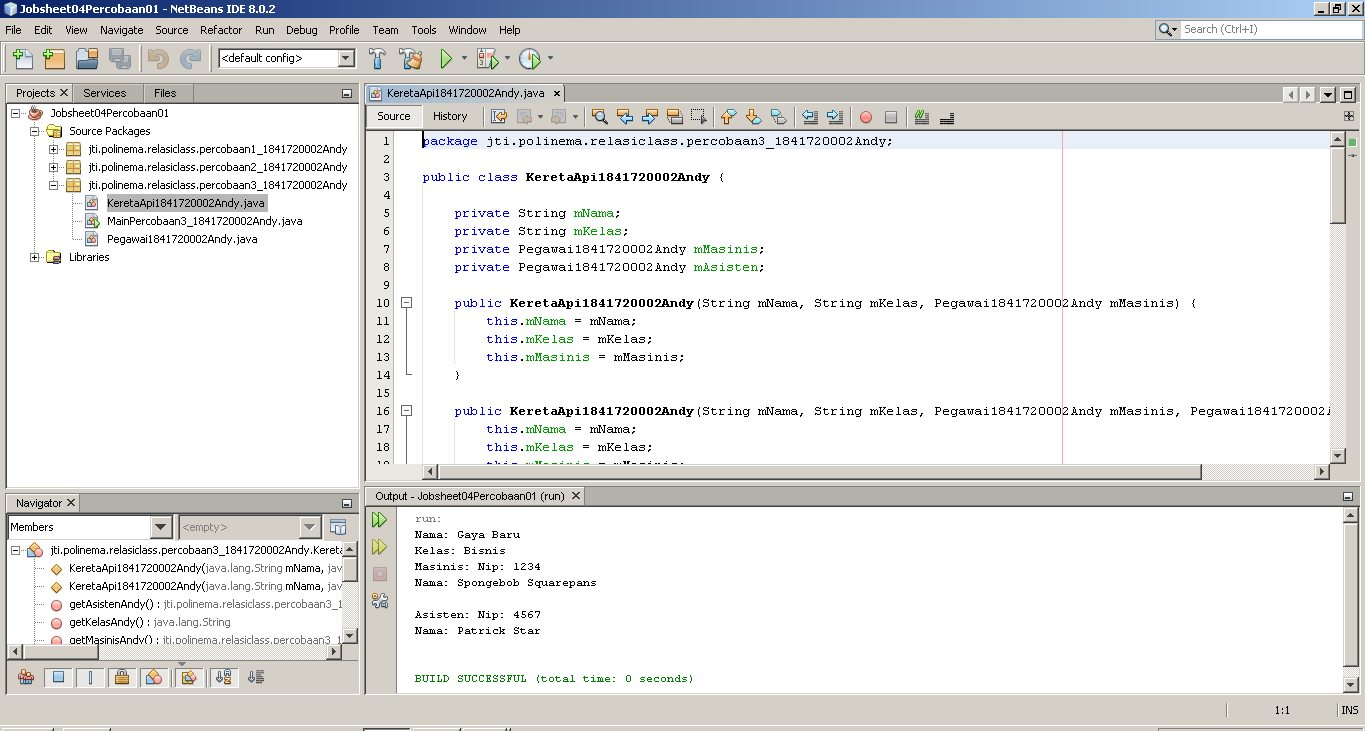 Jobsheet04Percobaan01 - NetBeans IDE 8.0.2
File Edit View Navigate Source Refactor Run Debug Profile Team Tools Window Help
Search (Ctrl+I)
<default config>
Projects Services Files
Jobsheet04Percobaan01
Source Packages
jti.polinema.relasiclass.percobaan1_1841720002Andy
jti.polinema.relasiclass.percobaan2_1841720002Andy
jti.polinema.relasiclass.percobaan3_1841720002Andy
KeretaApi1841720002Andy.java
MainPercobaan3_1841720002Andy.java
Pegawai1841720002Andy.java
Libraries
KeretaApi1841720002Andy.java
Source History
1 package jti.polinema.relasiclass.percobaan3_1841720002Andy;
2
3 public class KeretaApi1841720002Andy {
4
5 private String mNama;
6 private String mKelas;
7 private Pegawai1841720002Andy mMasinis;
8 private Pegawai1841720002Andy mAsisten;
9
10 public KeretaApi1841720002Andy(String mNama, String mKelas, Pegawai1841720002Andy mMasinis) {
11 this.mNama = mNama;
12 this.mKelas = mKelas;
13 this.mMasinis = mMasinis;
14 }
15
16 public KeretaApi1841720002Andy(String mNama, String mKelas, Pegawai1841720002Andy mMasinis, Pegawai1841720002
17 this.mNama = mNama;
18 this.mKelas = mKelas;
19 this.mMasinis = mMasinis;
Navigator
Members <empty>
jti.polinema.relasiclass.percobaan3_1841720002Andy.Kereta
KeretaApi1841720002Andy(java.lang.String mNama, jav
KeretaApi1841720002Andy(java.lang.String mNama, jav
getAsistenAndy() : jti.polinema.relasiclass.percobaan3_1
getKelasAndy() : java.lang.String
getMasinisAndy() : jti.polinema.relasiclass.percobaan3_1
Output - Jobsheet04Percobaan01 (run)
run:
Nama: Gaya Baru
Kelas: Bisnis
Masinis: Nip: 1234
Nama: Spongebob Squarepans
Asisten: Nip: 4567
Nama: Patrick Star
BUILD SUCCESSFUL (total time: 0 seconds)
1:1 INS